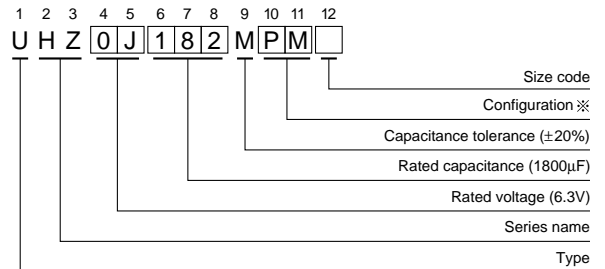 1 2 3 4 5 6 7 8 9 10 11 12
U H Z 0 J 1 8 2 M P M
Size code
Configuration ※
Capacitance tolerance (±20%)
Rated capacitance (1800μF)
Rated voltage (6.3V)
Series name
Type